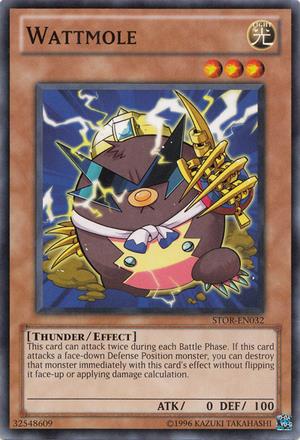 WATTMOLE
LIGHT
光
STOR-EN032
[THUNDER/EFFECT]
This card can attack twice during each Battle Phase. If this card
attacks a face-down Defense Position monster, you can destroy
that monster immediately with this card's effect without flipping
it face-up or applying damage calculation.
ATK/ 0 DEF/ 100
32548609
©1996 KAZUKI TAKAHASHI